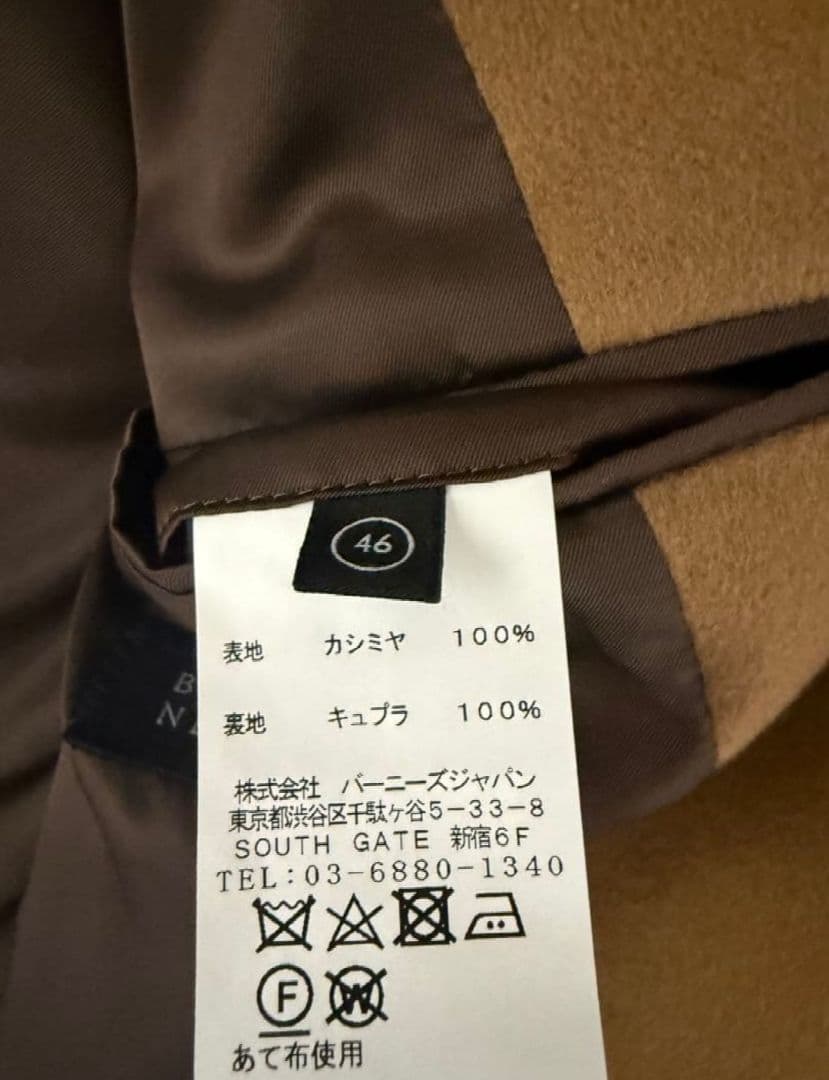 46
表地 カシミヤ 100%
裏地 キュプラ 100%
株式会社 バーニーズジャパン
東京都渋谷区千駄ヶ谷5-33-8
SOUTH GATE 新宿6F
TEL:03-6880-1340
F W
あて布使用